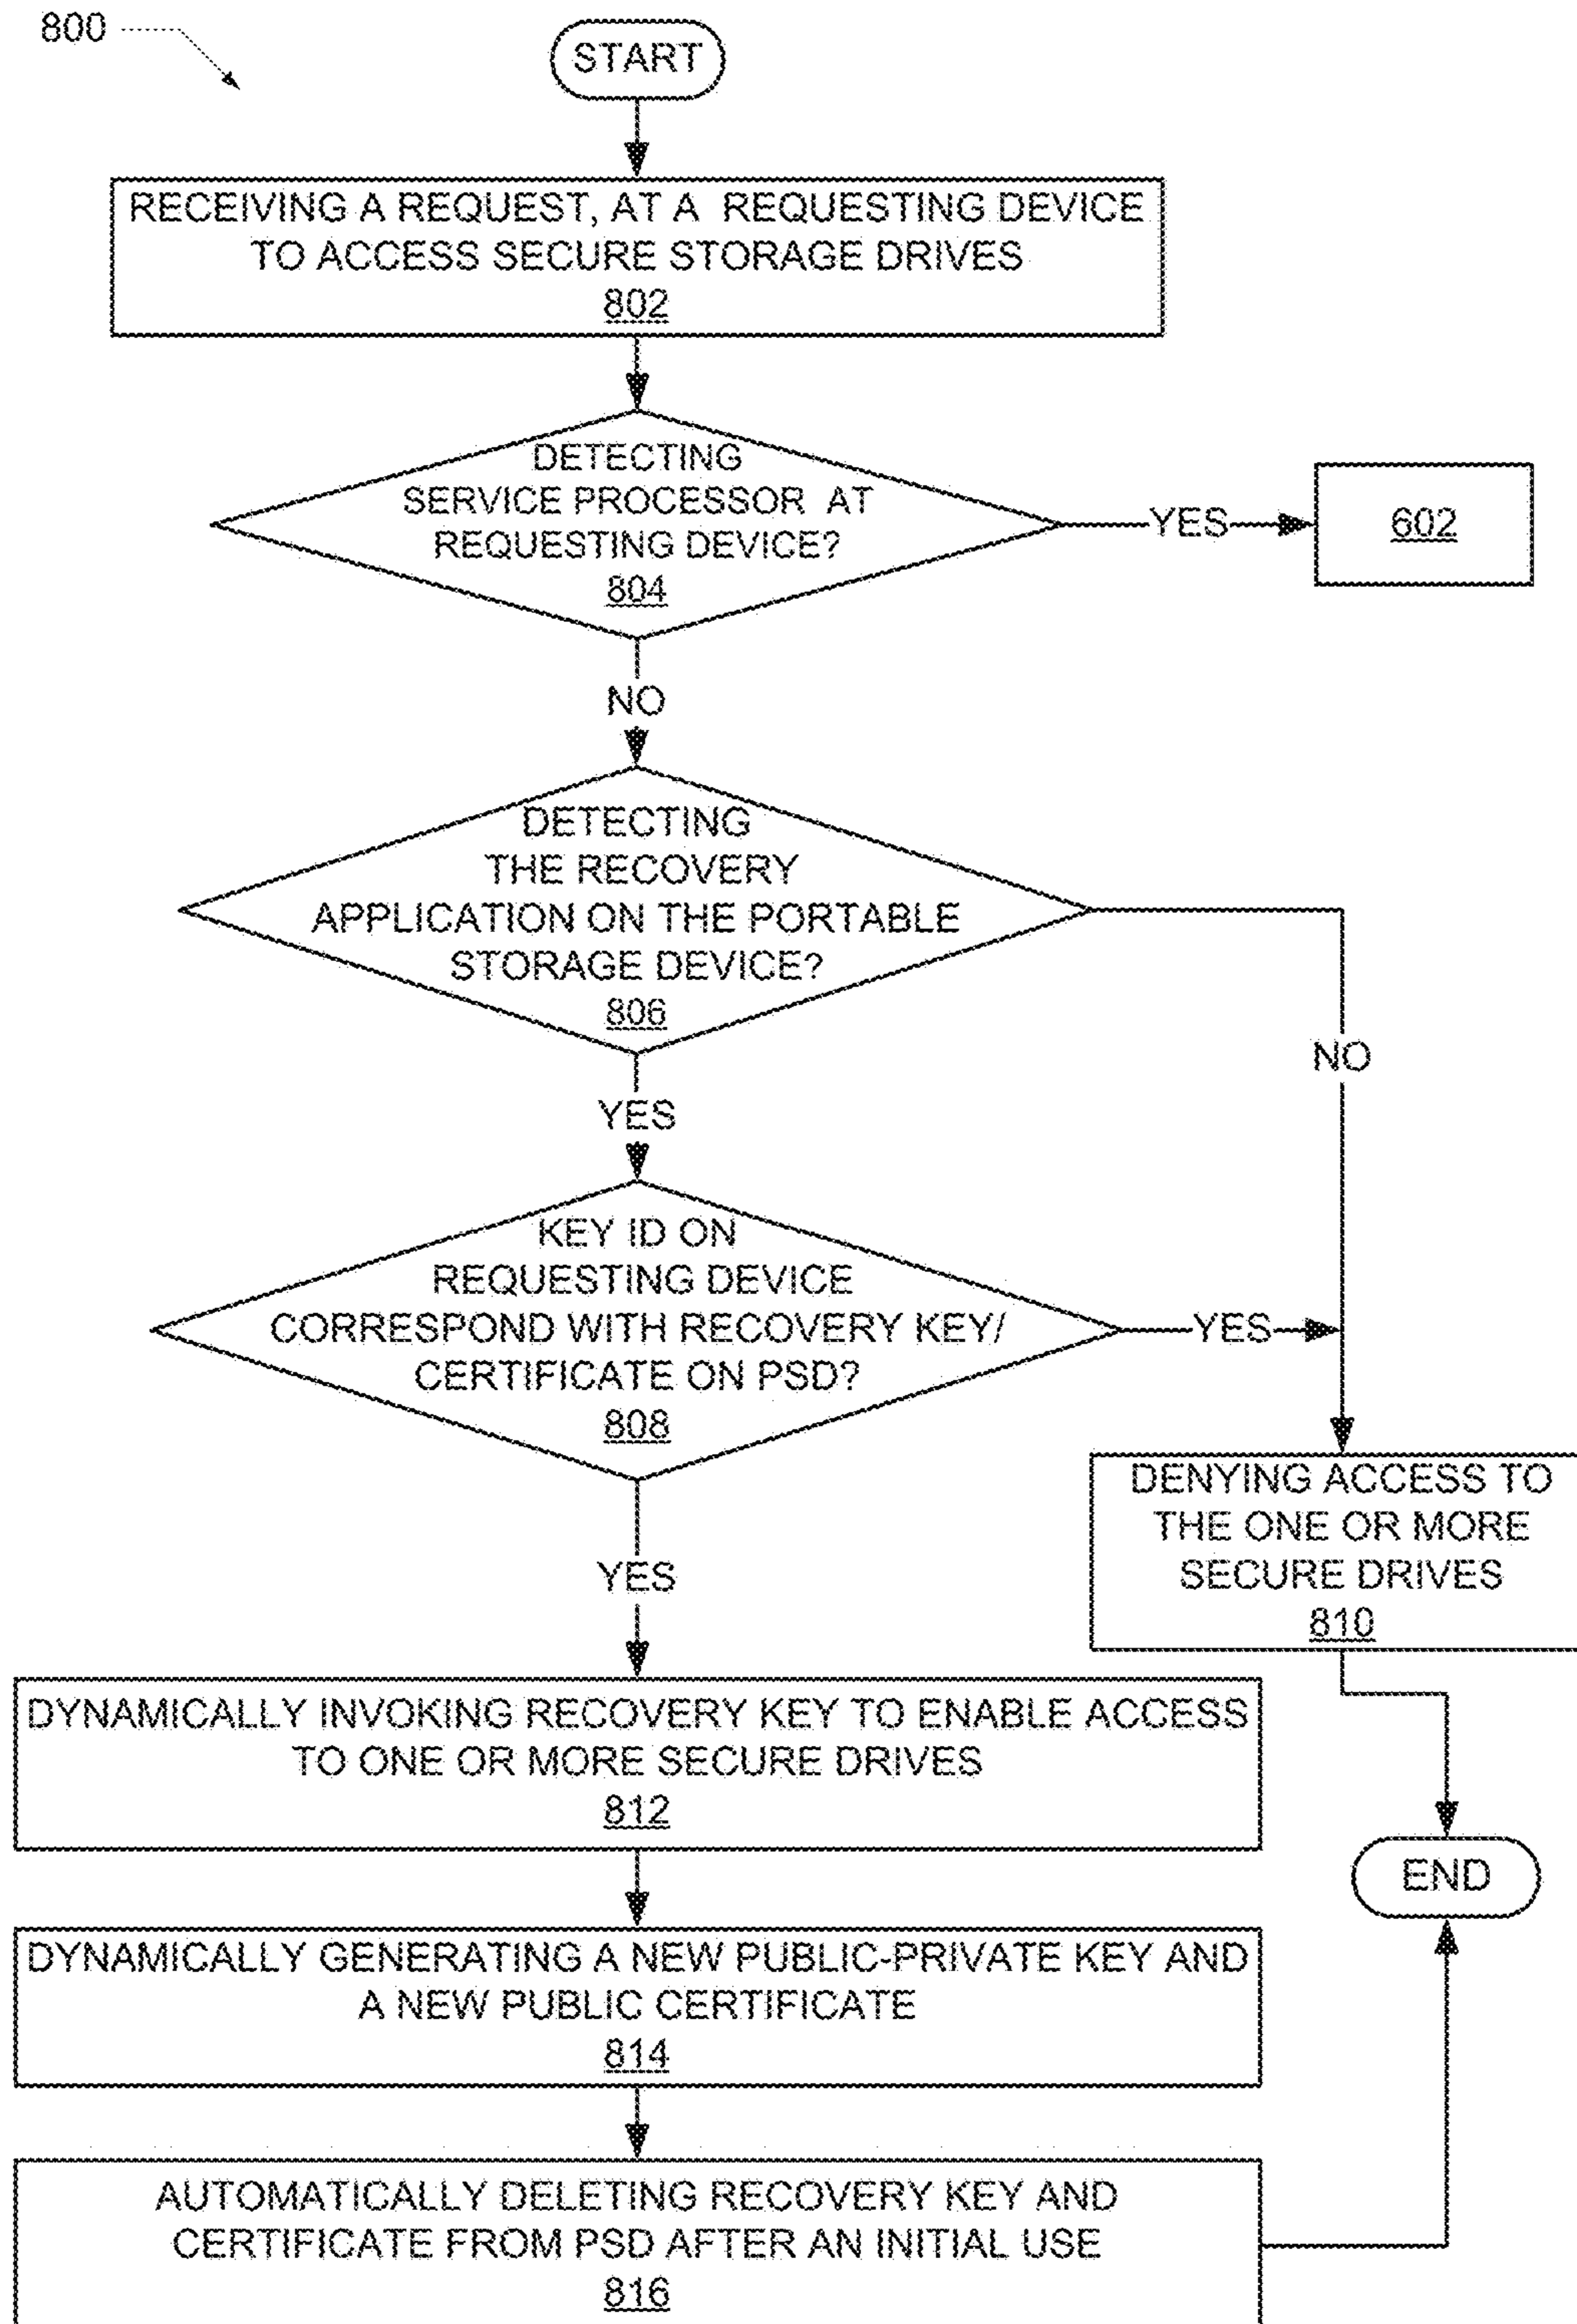 800
START
RECEIVING A REQUEST, AT A REQUESTING DEVICE
TO ACCESS SECURE STORAGE DRIVES
802
DETECTING
SERVICE PROCESSOR AT
REQUESTING DEVICE?
804
YES
602
NO
DETECTING
THE RECOVERY
APPLICATION ON THE PORTABLE
STORAGE DEVICE?
806
NO
YES
KEY ID ON
REQUESTING DEVICE
CORRESPOND WITH RECOVERY KEY/
CERTIFICATE ON PSD?
808
YES
YES
DENYING ACCESS TO
THE ONE OR MORE
SECURE DRIVES
810
DYNAMICALLY INVOKING RECOVERY KEY TO ENABLE ACCESS
TO ONE OR MORE SECURE DRIVES
812
END
DYNAMICALLY GENERATING A NEW PUBLIC-PRIVATE KEY AND
A NEW PUBLIC CERTIFICATE
814
AUTOMATICALLY DELETING RECOVERY KEY AND
CERTIFICATE FROM PSD AFTER AN INITIAL USE
816